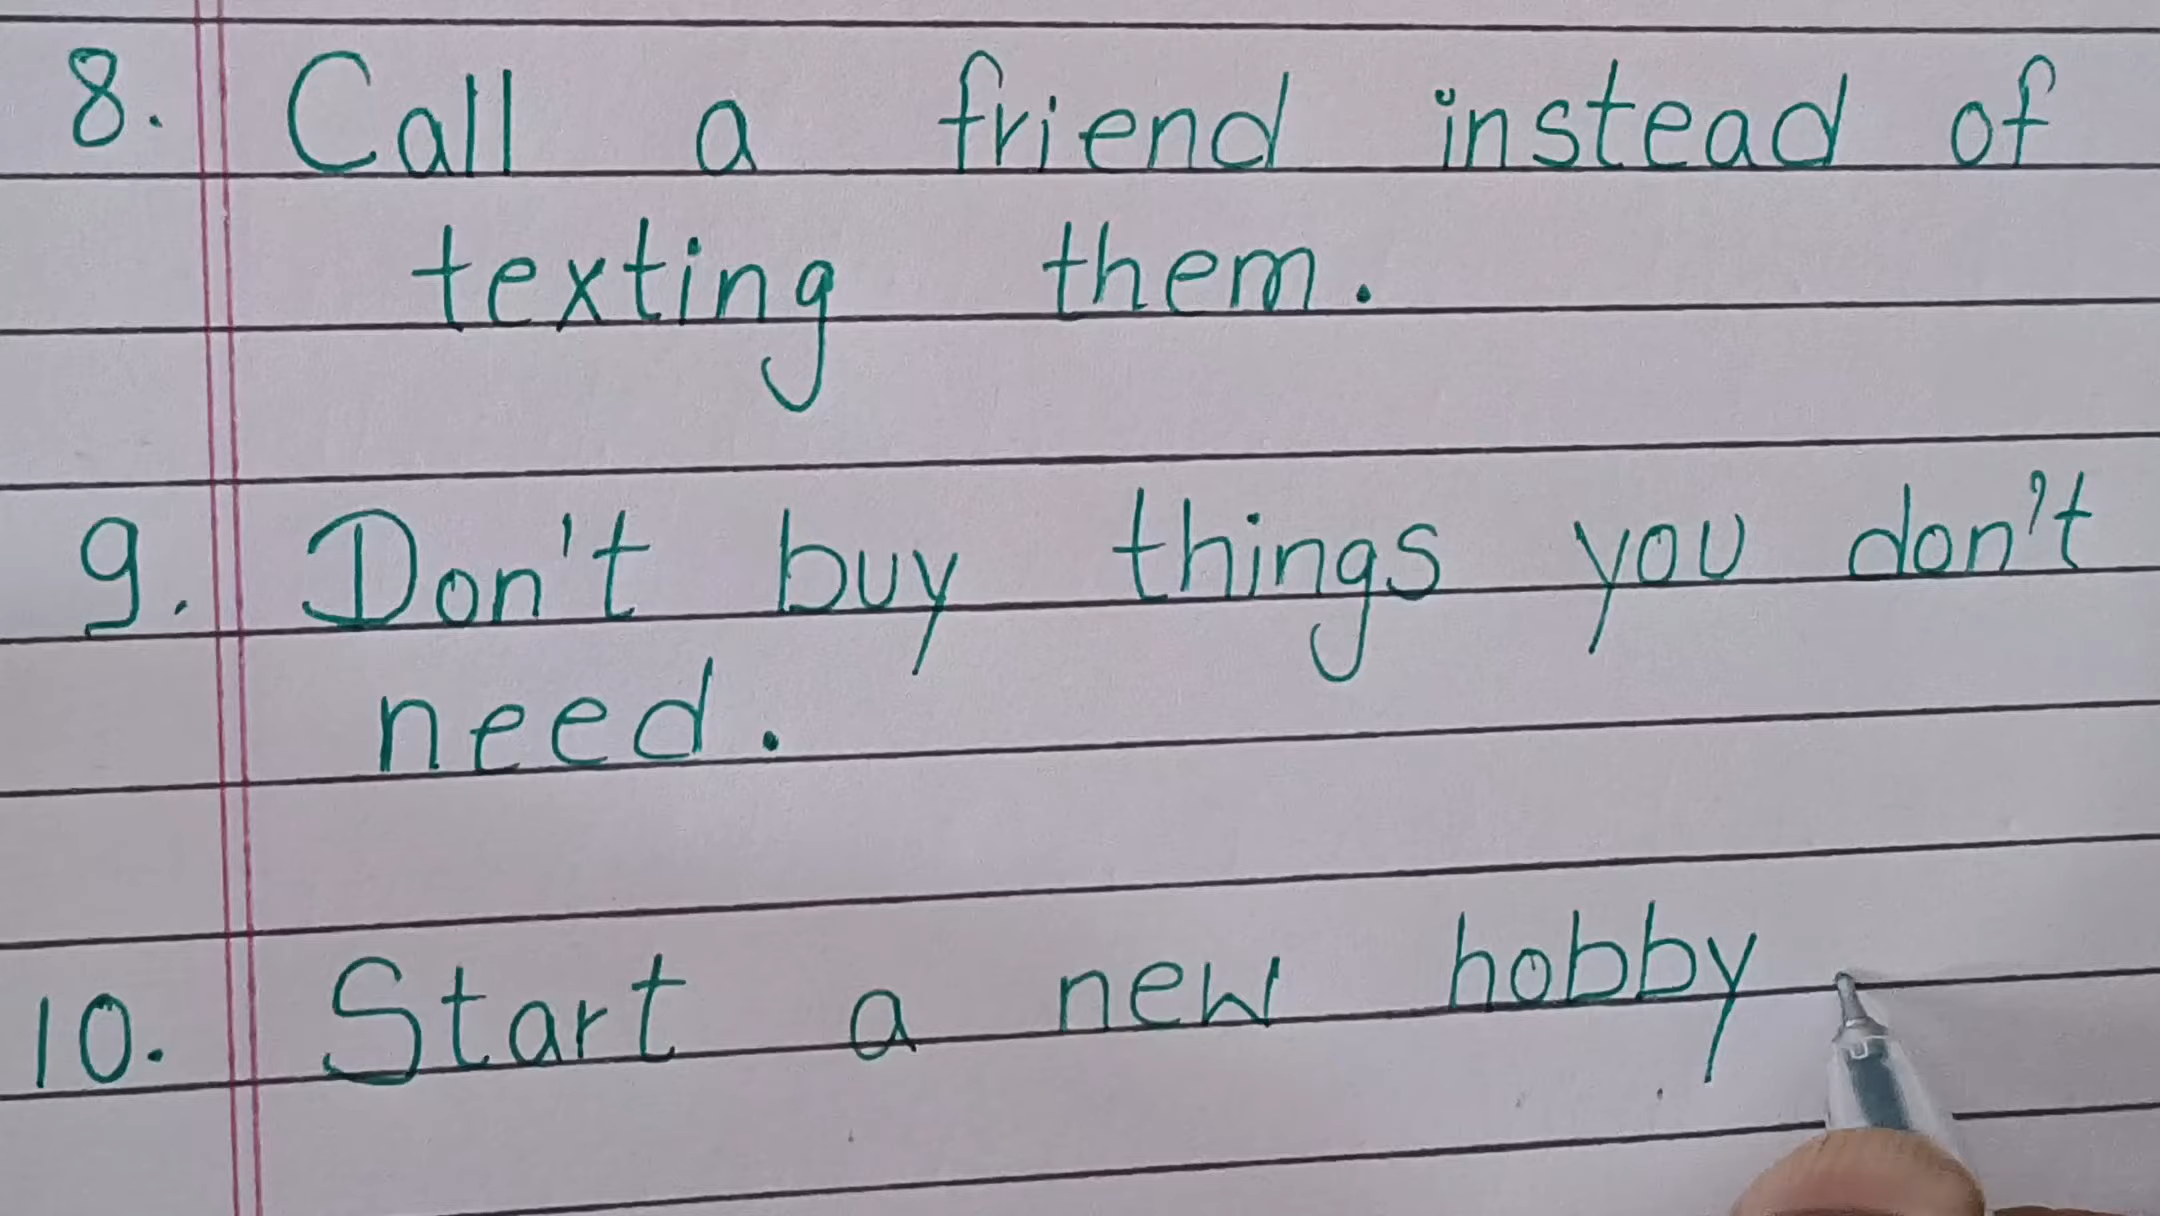 8. Call a friend instead of
texting them.
9. Don't buy things you don't
need.
10. Start a new hobby